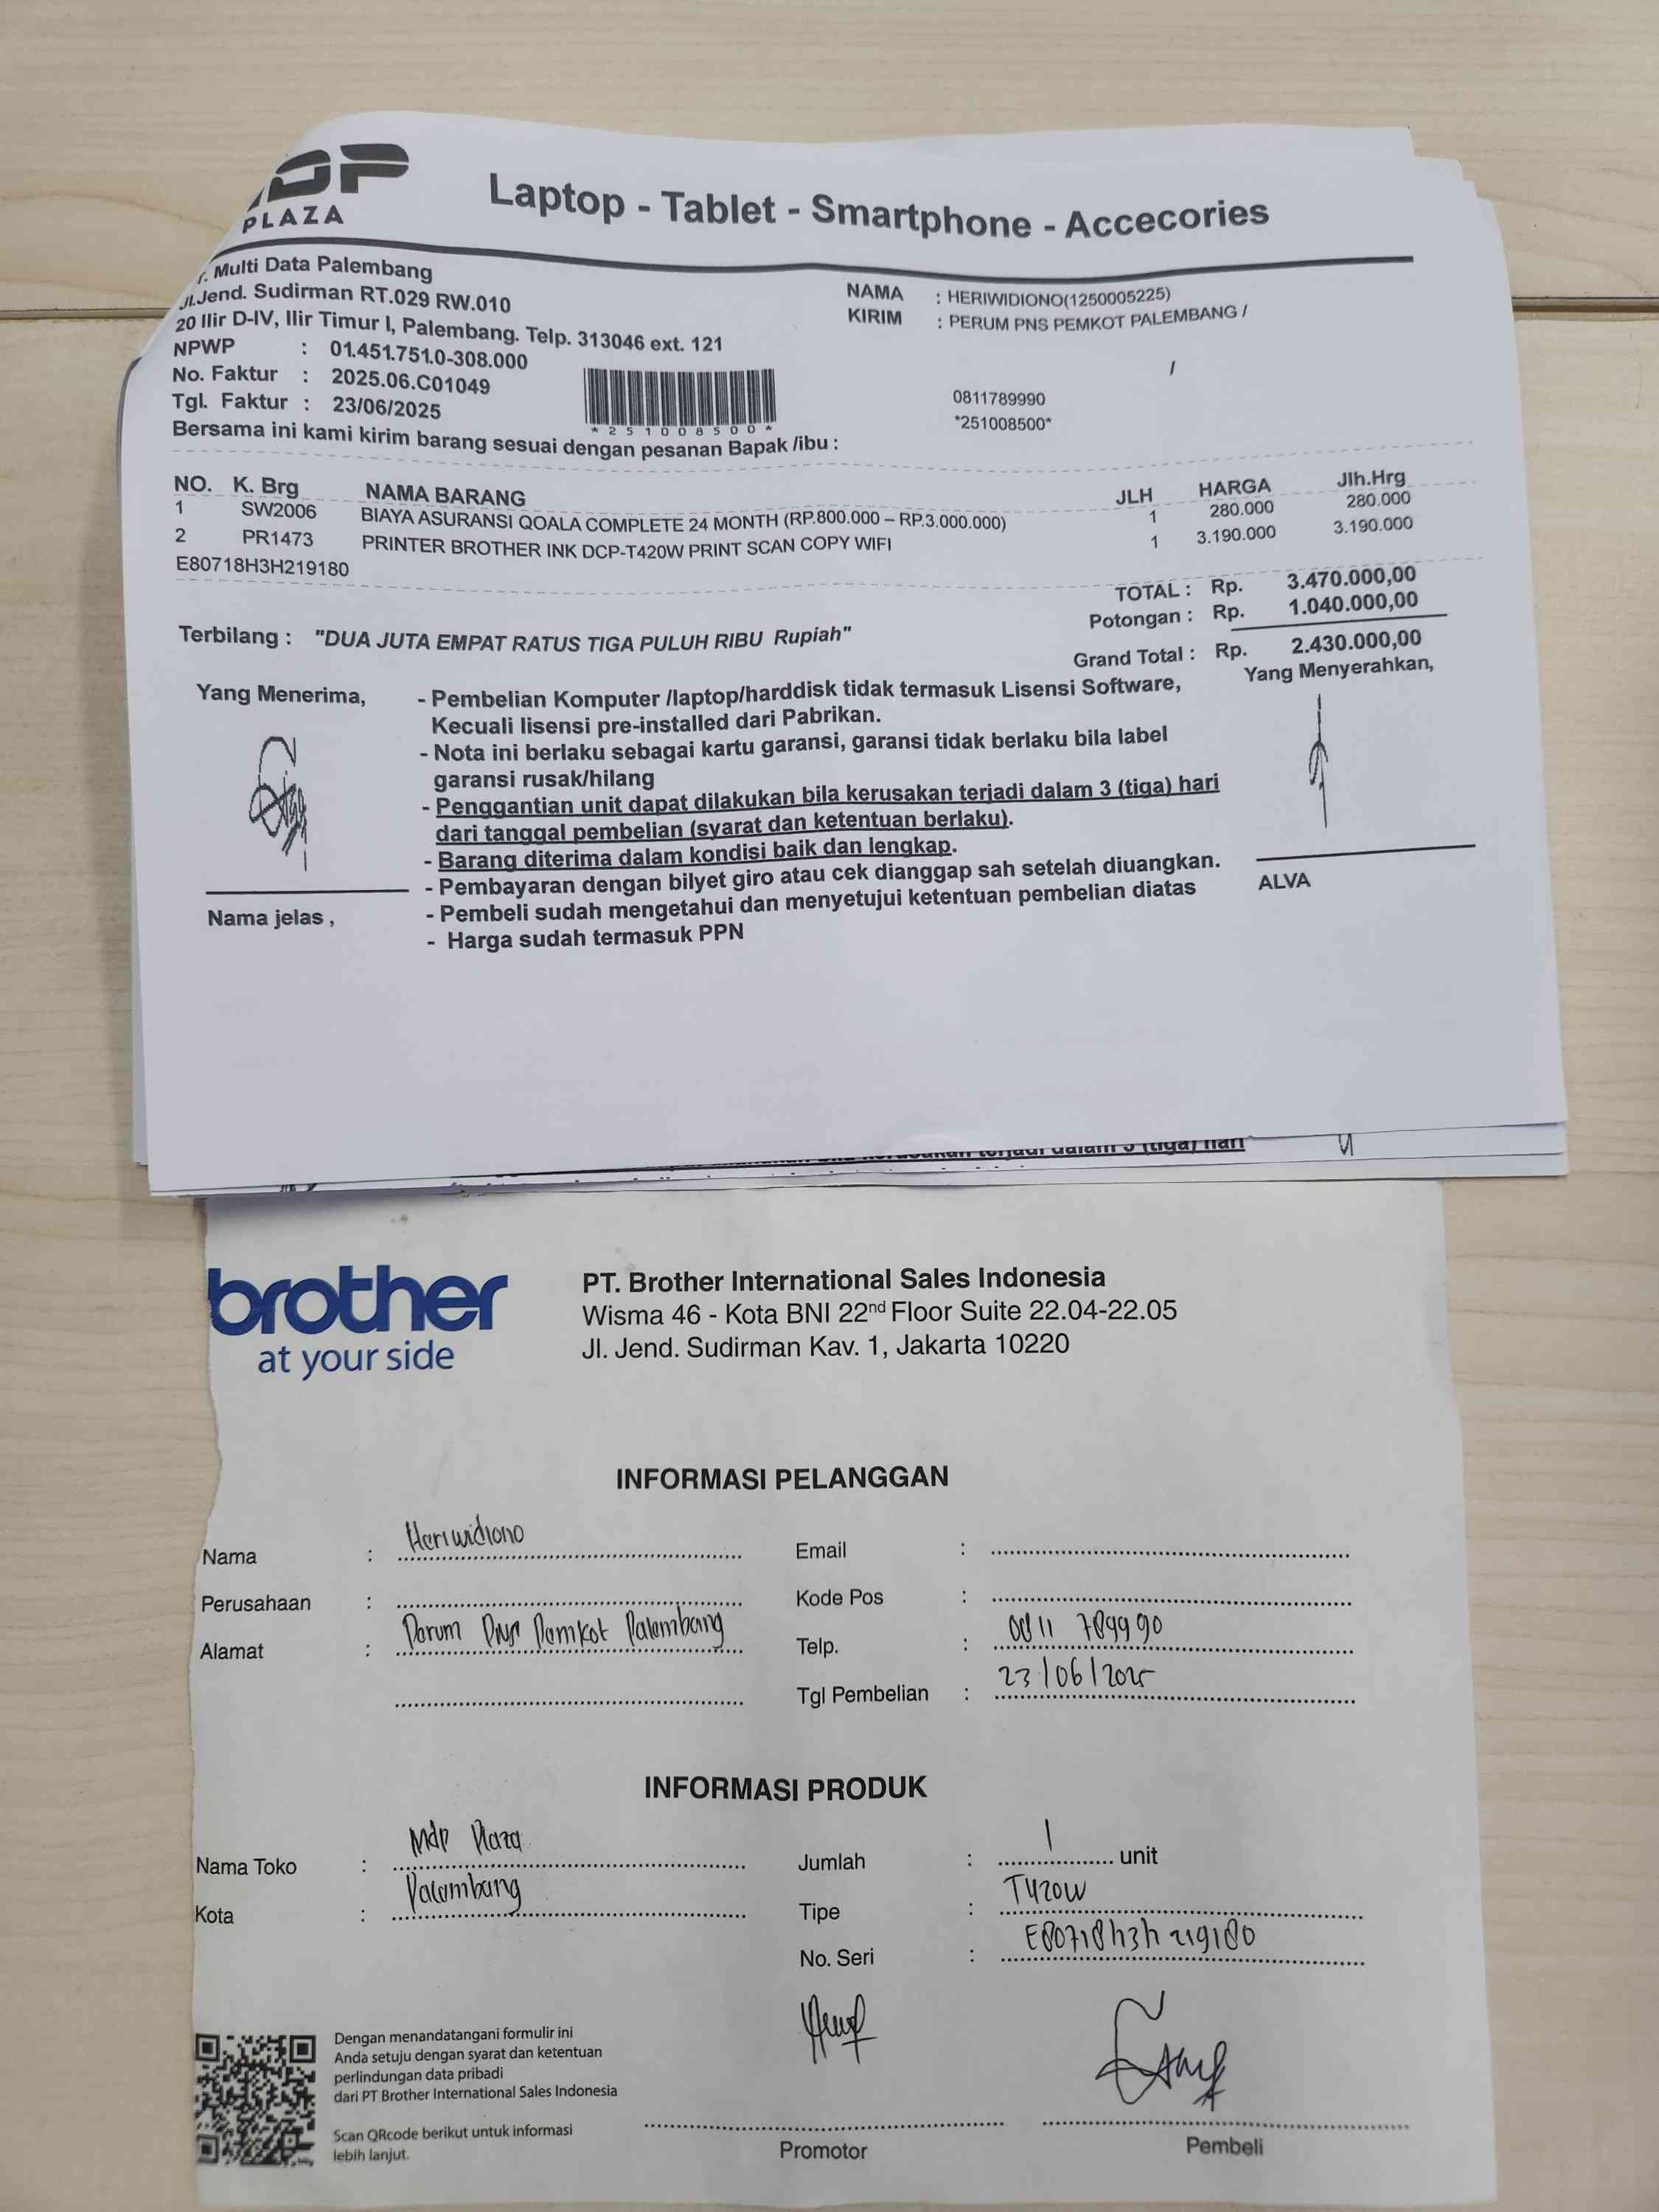 PLAZA
Laptop - Tablet - Smartphone - Accecories
Multi Data Palembang
Jl.Jend. Sudirman RT.029 RW.010
20 Ilir D-IV, Ilir Timur I, Palembang. Telp. 313046 ext. 121
NPWP : 01.451.751.0-308.000
No. Faktur : 2025.06.C01049
Tgl. Faktur : 23/06/2025
*251008500*
NAMA : HERIWIDIONO(1250005225)
KIRIM : PERUM PNS PEMKOT PALEMBANG /
/
0811789990
*251008500*
Bersama ini kami kirim barang sesuai dengan pesanan Bapak /ibu :
NO. K. Brg NAMA BARANG JLH HARGA Jlh.Hrg
1 SW2006 BIAYA ASURANSI QOALA COMPLETE 24 MONTH (RP.800.000 – RP.3.000.000) 1 280.000 280.000
2 PR1473 PRINTER BROTHER INK DCP-T420W PRINT SCAN COPY WIFI 1 3.190.000 3.190.000
E80718H3H219180
TOTAL : Rp. 3.470.000,00
Potongan : Rp. 1.040.000,00
Grand Total : Rp. 2.430.000,00
Terbilang : "DUA JUTA EMPAT RATUS TIGA PULUH RIBU Rupiah"
Yang Menerima,
Nama jelas ,
- Pembelian Komputer /laptop/harddisk tidak termasuk Lisensi Software,
Kecuali lisensi pre-installed dari Pabrikan.
- Nota ini berlaku sebagai kartu garansi, garansi tidak berlaku bila label
garansi rusak/hilang
- Penggantian unit dapat dilakukan bila kerusakan terjadi dalam 3 (tiga) hari
dari tanggal pembelian (syarat dan ketentuan berlaku).
- Barang diterima dalam kondisi baik dan lengkap.
- Pembayaran dengan bilyet giro atau cek dianggap sah setelah diuangkan.
- Pembeli sudah mengetahui dan menyetujui ketentuan pembelian diatas
- Harga sudah termasuk PPN
Yang Menyerahkan,
ALVA
kerusakan terjadi dalam 3 (tiga) hari
brother
at your side
PT. Brother International Sales Indonesia
Wisma 46 - Kota BNI 22nd Floor Suite 22.04-22.05
Jl. Jend. Sudirman Kav. 1, Jakarta 10220
INFORMASI PELANGGAN
Nama : Heriwidiono
Perusahaan :
Alamat : Perum PNS Pemkot Palembang
Email :
Kode Pos :
Telp. : 0811 789990
Tgl Pembelian : 23/06/2025
INFORMASI PRODUK
Nama Toko : Mdp Plaza
Kota : Palembang
Jumlah : 1 unit
Tipe : T420W
No. Seri : E80718h3h219180
Dengan menandatangani formulir ini
Anda setuju dengan syarat dan ketentuan
perlindungan data pribadi
dari PT Brother International Sales Indonesia
Scan QRcode berikut untuk informasi
lebih lanjut.
Promotor
Pembeli